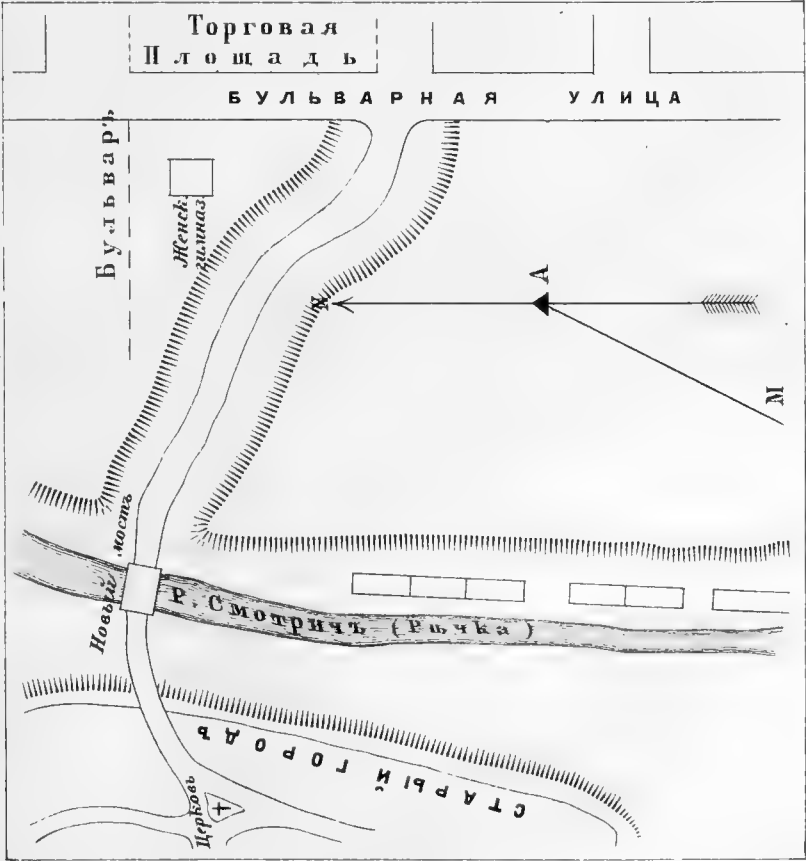 Торговая
Площадь
БУЛЬВАРНАЯ УЛИЦА
Бульваръ
Женск.
гимназ.
N
А
М
Новый мостъ
Р. Смотричъ (Рѣчка)
СТАРЫЙ ГОРОДЪ
Церковь